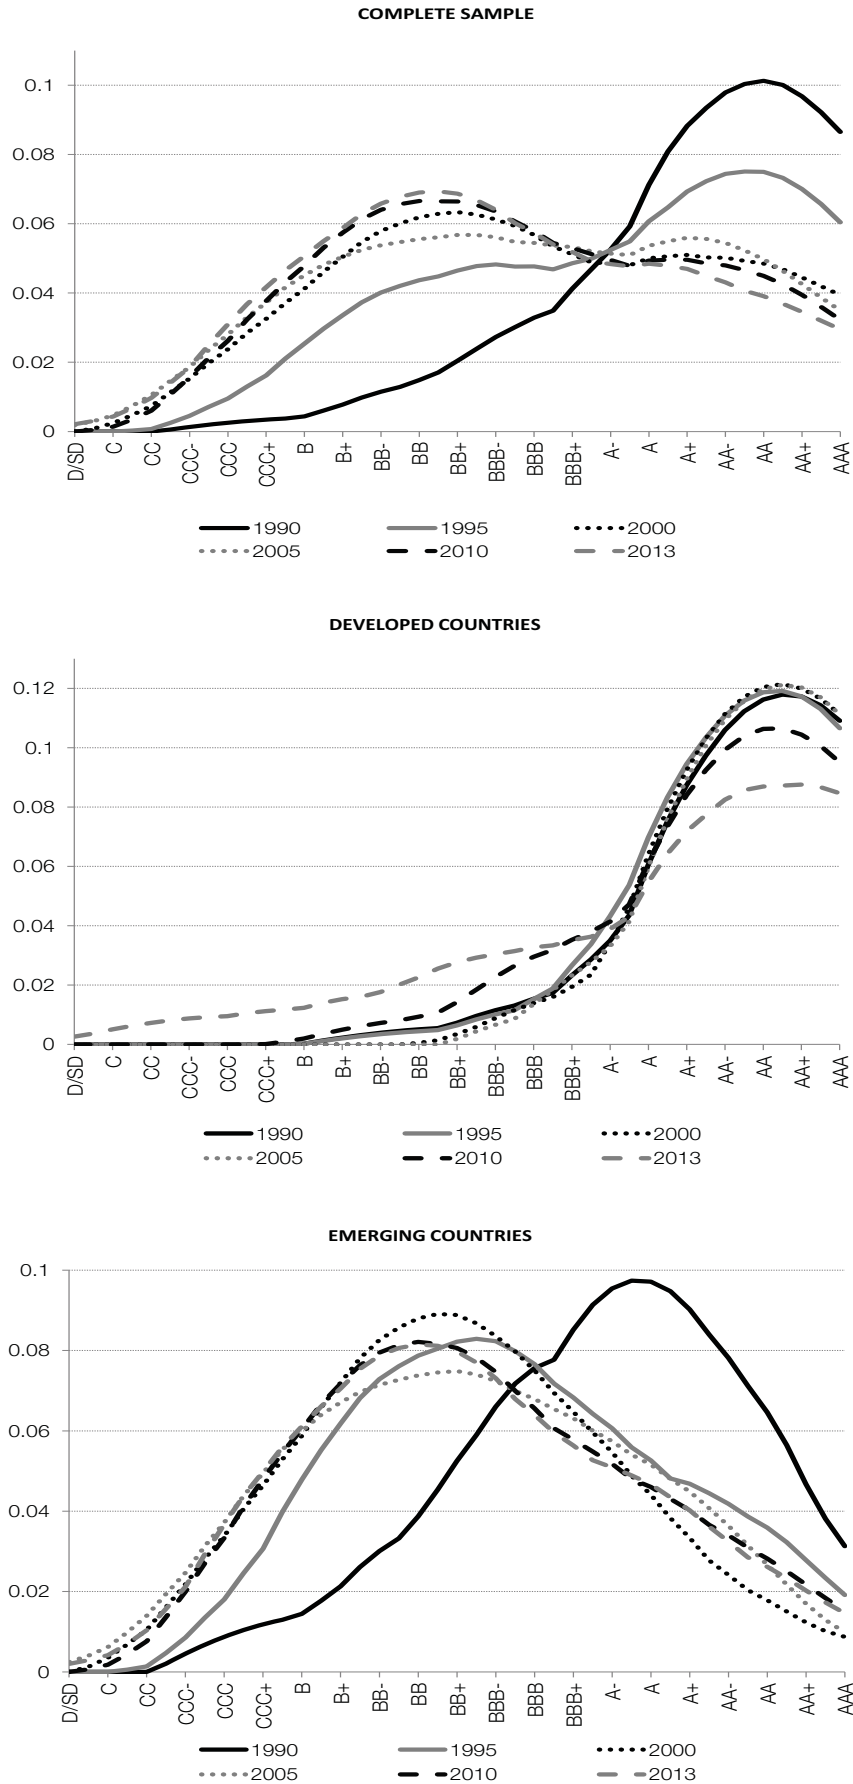 COMPLETE SAMPLE
0.1
0.08
0.06
0.04
0.02
0
D/SD C CC CCC- CCC CCC+ B B+ BB- BB BB+ BBB- BBB BBB+ A- A A+ AA- AA AA+ AAA
1990 1995 2000
2005 2010 2013
DEVELOPED COUNTRIES
0.12
0.1
0.08
0.06
0.04
0.02
0
D/SD C CC CCC- CCC CCC+ B B+ BB- BB BB+ BBB- BBB BBB+ A- A A+ AA- AA AA+ AAA
1990 1995 2000
2005 2010 2013
EMERGING COUNTRIES
0.1
0.08
0.06
0.04
0.02
0
D/SD C CC CCC- CCC CCC+ B B+ BB- BB BB+ BBB- BBB BBB+ A- A A+ AA- AA AA+ AAA
1990 1995 2000
2005 2010 2013